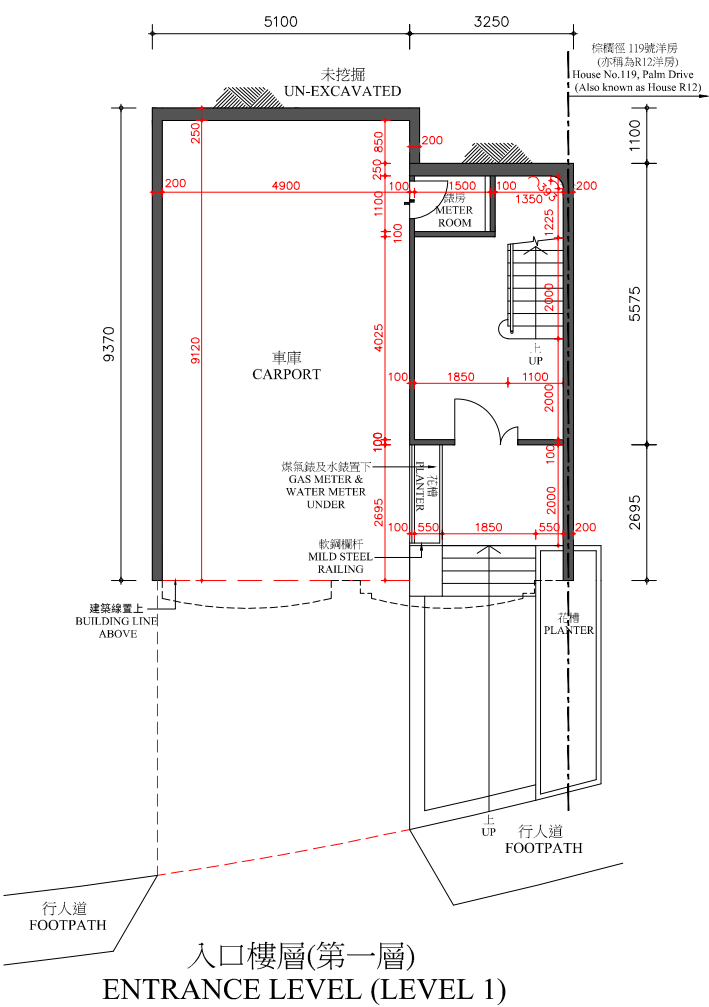 5100
3250
棕櫚徑 119號洋房
(亦稱為R12洋房)
House No.119, Palm Drive
(Also known as House R12)
未挖掘
UN-EXCAVATED
250
850
200
1100
250
200
4900
100
1500
100
1350
393
200
1100
錶房
METER
ROOM
1225
100
2000
5575
9370
9120
4025
車庫
CARPORT
上
UP
100
1850
1100
2000
100
100
煤氣錶及水錶置下
GAS METER &
WATER METER
UNDER
花槽
PLANTER
2695
2000
2695
100
550
1850
550
200
軟鋼欄杆
MILD STEEL
RAILING
建築線置上
BUILDING LINE
ABOVE
花槽
PLANTER
上
UP
行人道
FOOTPATH
行人道
FOOTPATH
入口樓層(第一層)
ENTRANCE LEVEL (LEVEL 1)